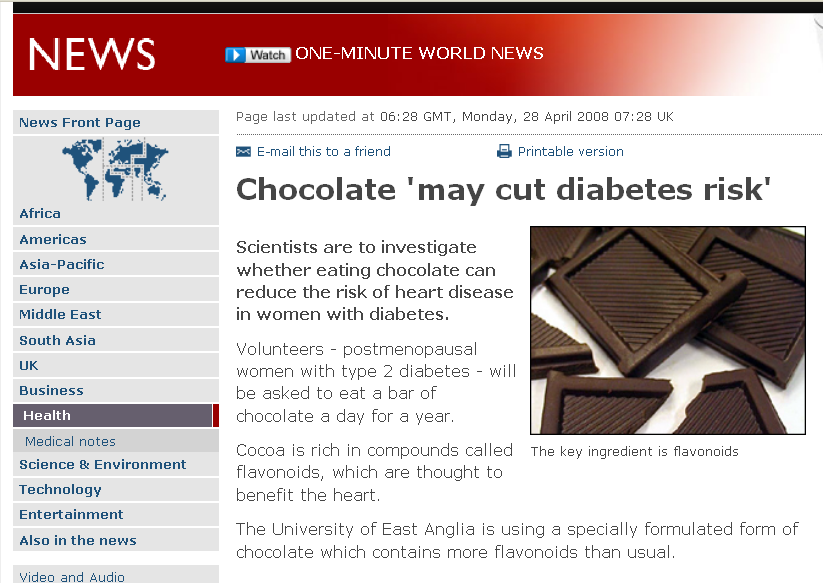 NEWS
Watch ONE-MINUTE WORLD NEWS
News Front Page
Africa
Americas
Asia-Pacific
Europe
Middle East
South Asia
UK
Business
Health
Medical notes
Science & Environment
Technology
Entertainment
Also in the news
Video and Audio
Page last updated at 06:28 GMT, Monday, 28 April 2008 07:28 UK
E-mail this to a friend
Printable version
Chocolate 'may cut diabetes risk'
Scientists are to investigate
whether eating chocolate can
reduce the risk of heart disease
in women with diabetes.
Volunteers - postmenopausal
women with type 2 diabetes - will
be asked to eat a bar of
chocolate a day for a year.
Cocoa is rich in compounds called
flavonoids, which are thought to
benefit the heart.
The key ingredient is flavonoids
The University of East Anglia is using a specially formulated form of
chocolate which contains more flavonoids than usual.